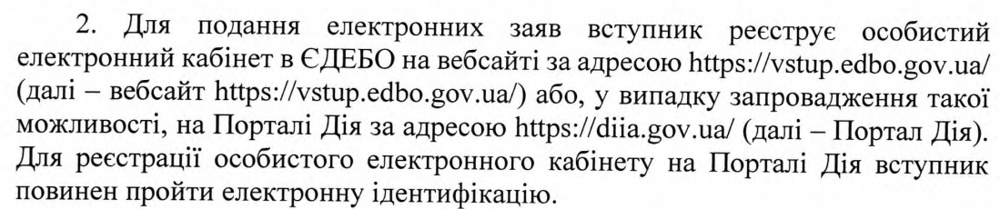 2. Для подання електронних заяв вступник реєструє особистий
електронний кабінет в ЄДЕБО на вебсайті за адресою https://vstup.edbo.gov.ua/
(далі – вебсайт https://vstup.edbo.gov.ua/) або, у випадку запровадження такої
можливості, на Порталі Дія за адресою https://diia.gov.ua/ (далі – Портал Дія).
Для реєстрації особистого електронного кабінету на Порталі Дія вступник
повинен пройти електронну ідентифікацію.